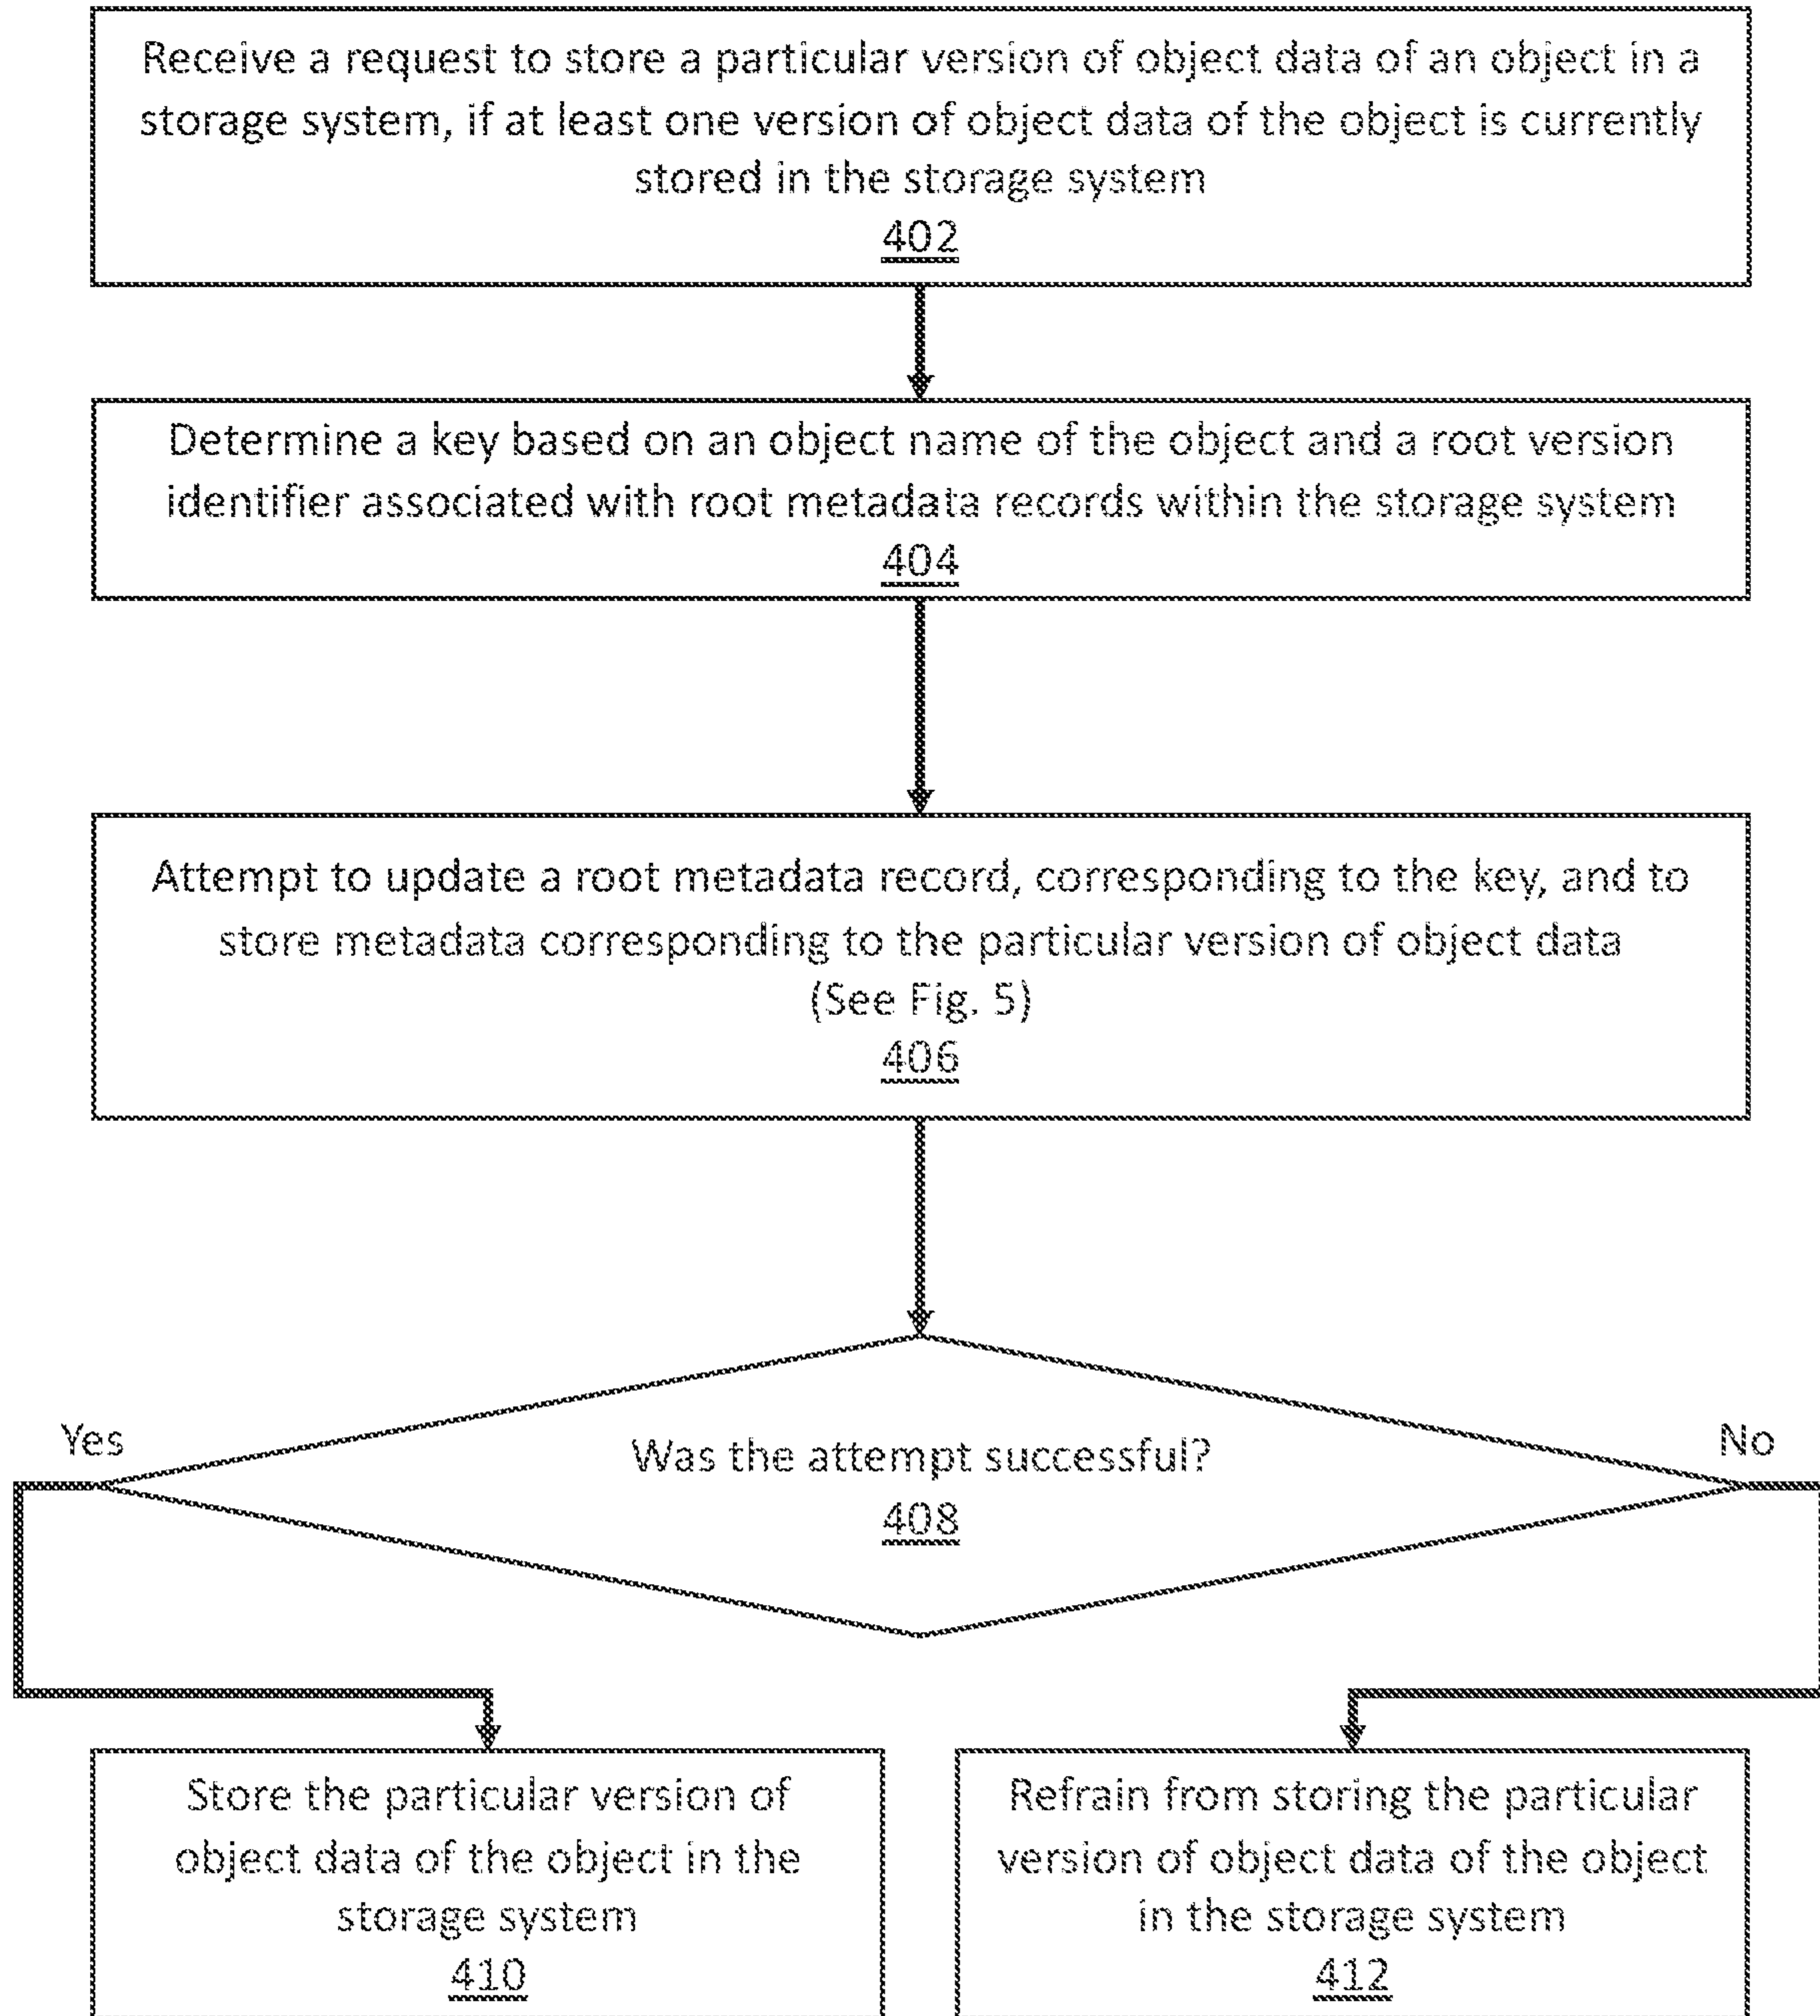 Receive a request to store a particular version of object data of an object in a
storage system, if at least one version of object data of the object is currently
stored in the storage system
402
Determine a key based on an object name of the object and a root version
identifier associated with root metadata records within the storage system
404
Attempt to update a root metadata record, corresponding to the key, and to
store metadata corresponding to the particular version of object data
(See Fig. 5)
406
Yes
No
Was the attempt successful?
408
Store the particular version of
object data of the object in the
storage system
410
Refrain from storing the particular
version of object data of the object
in the storage system
412